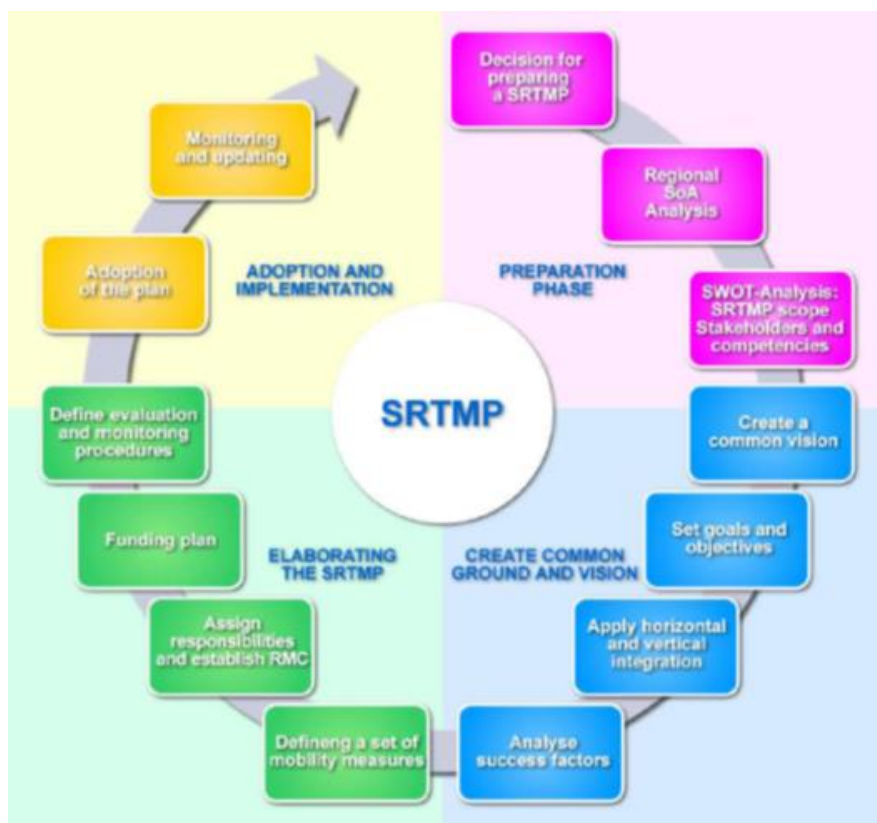 Decision for
preparing
a SRTMP
Regional
SoA
Analysis
SWOT-Analysis:
SRTMP scope
Stakeholders and
competencies
PREPARATION
PHASE
Create a
common vision
Set goals and
objectives
Apply horizontal
and vertical
integration
Analyse
success factors
CREATE COMMON
GROUND AND VISION
Defineng a set of
mobility measures
Assign
responsibilities
and establish RMC
Funding plan
Define evaluation
and monitoring
procedures
ELABORATING
THE SRTMP
Adoption
of the plan
Monitoring
and updating
ADOPTION AND
IMPLEMENTATION
SRTMP